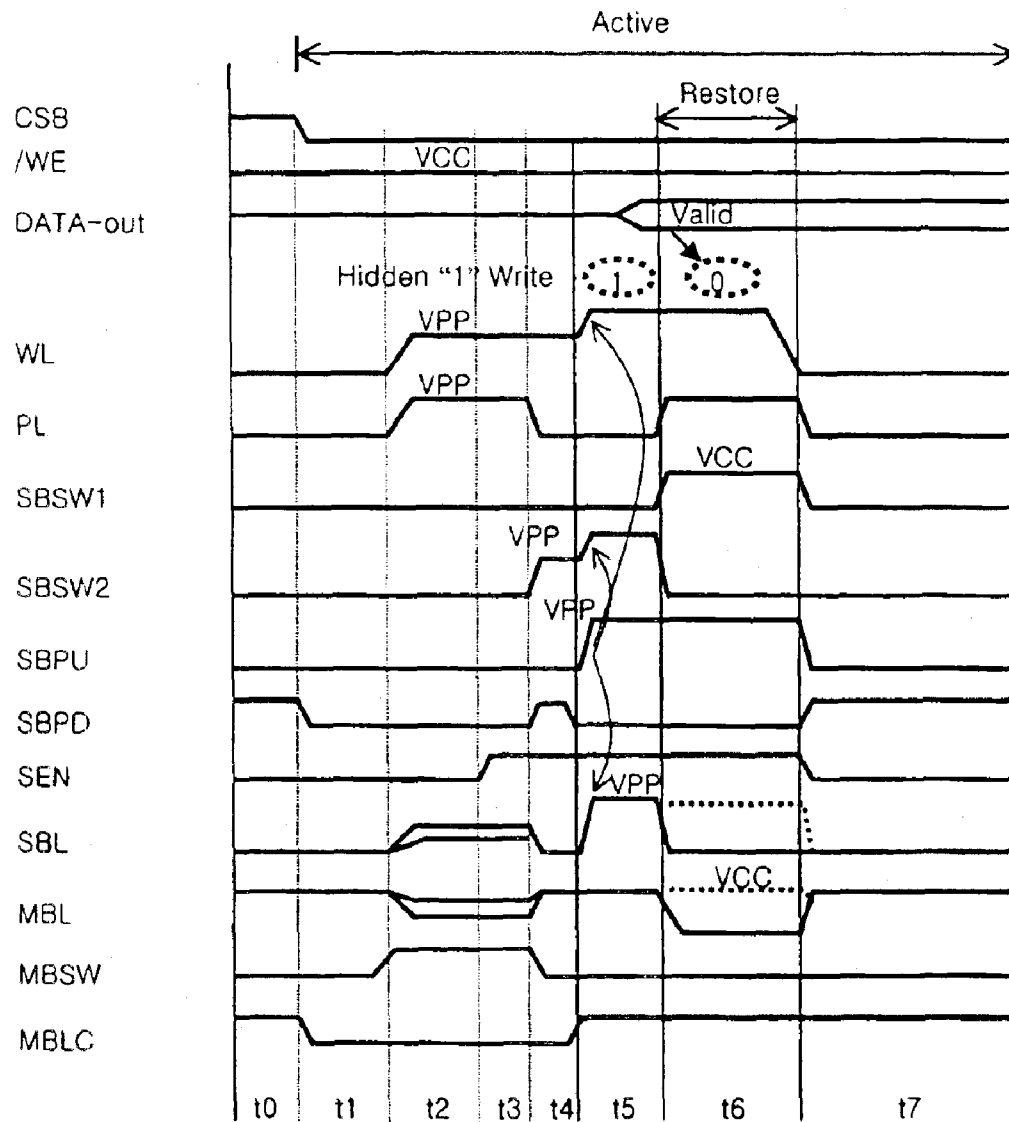 Active
Restore
CSB
/WE
VCC
DATA-out
Valid
Hidden "1" Write
1
0
VPP
WL
VPP
PL
VCC
SBSW1
VPP
SBSW2
VPP
SBPU
SBPD
SEN
VPP
SBL
VCC
MBL
MBSW
MBLC
t0 t1 t2 t3 t4 t5 t6 t7